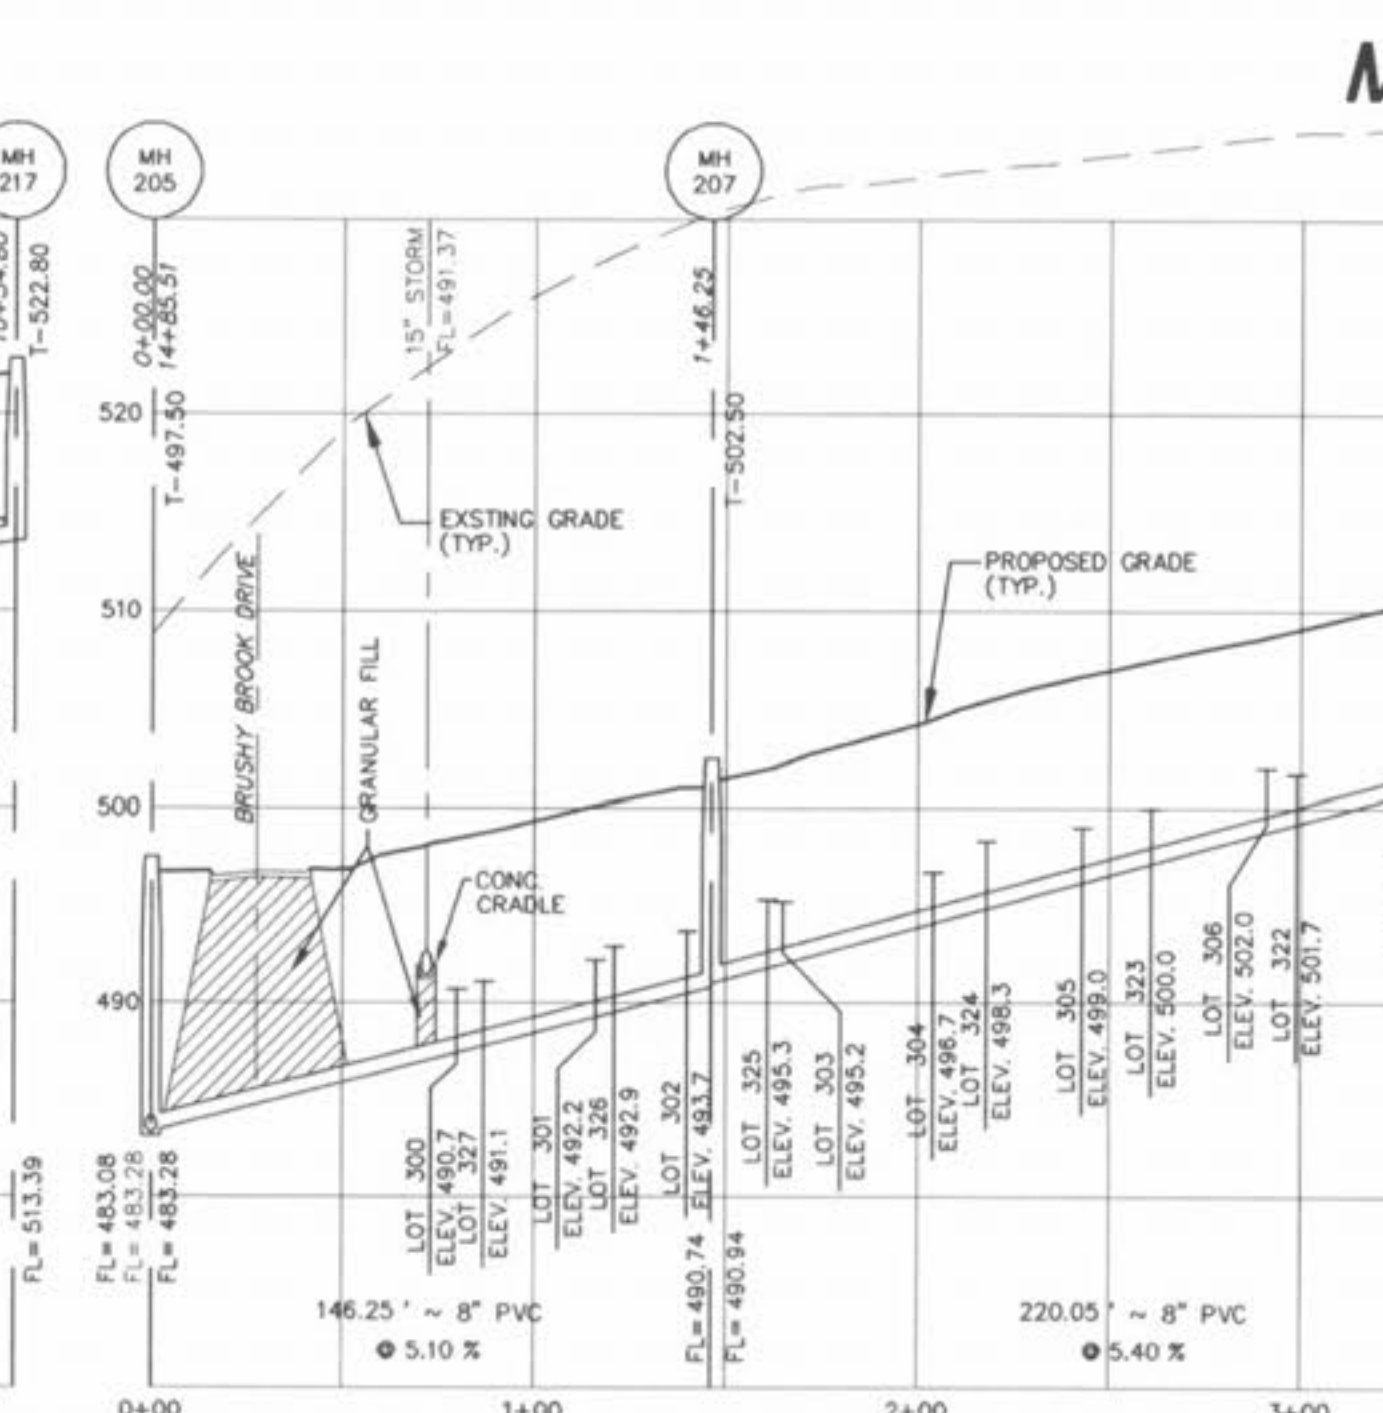 MH
217
MH
205
MH
207
T-522.80
0+00.00
14+85.51
T-497.50
15" STORM
FL=491.37
1+46.25
T-502.50
520
510
500
490
EXSTING GRADE
(TYP.)
PROPOSED GRADE
(TYP.)
BRUSHY BROOK DRIVE
GRANULAR FILL
CONC.
CRADLE
LOT 300
ELEV. 490.7
LOT 327
ELEV. 491.1
LOT 301
ELEV. 492.2
LOT 326
ELEV. 492.9
LOT 302
ELEV. 493.7
LOT 325
ELEV. 495.3
LOT 303
ELEV. 495.2
LOT 304
ELEV. 496.7
LOT 324
ELEV. 498.3
LOT 305
ELEV. 499.0
LOT 323
ELEV. 500.0
LOT 306
ELEV. 502.0
LOT 322
ELEV. 501.7
FL= 513.39
FL= 483.08
FL= 483.28
FL= 483.28
FL= 490.74
FL= 490.94
146.25 ' ~ 8" PVC
@ 5.10 %
220.05 ' ~ 8" PVC
@ 5.40 %
0+00
1+00
2+00
3+00